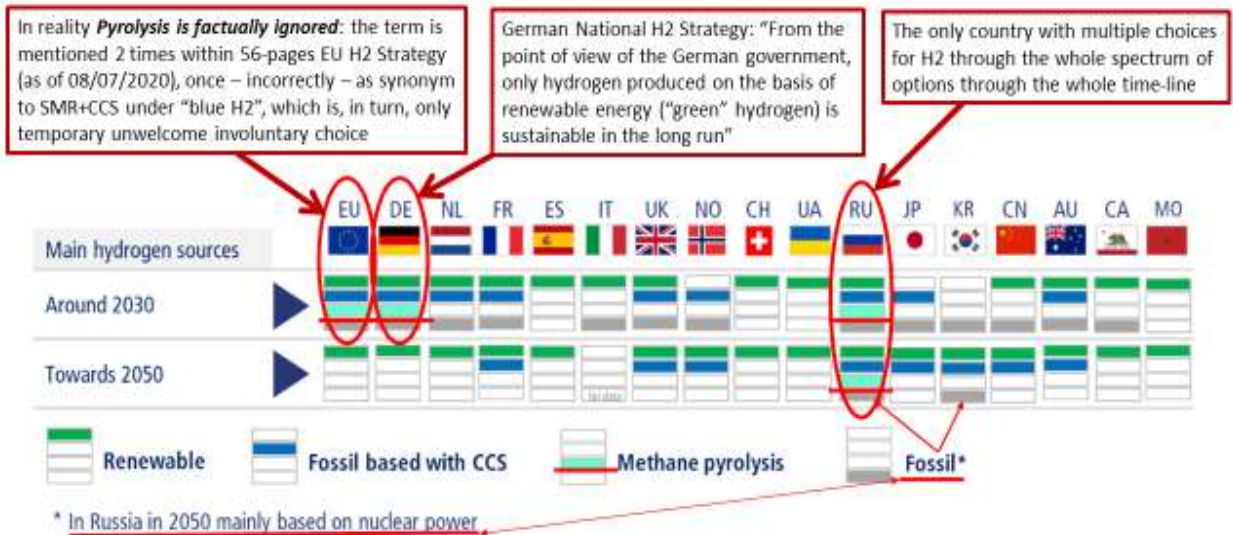 In reality Pyrolysis is factually ignored: the term is
mentioned 2 times within 56-pages EU H2 Strategy
(as of 08/07/2020), once – incorrectly – as synonym
to SMR+CCS under "blue H2", which is, in turn, only
temporary unwelcome involuntary choice
German National H2 Strategy: "From the
point of view of the German government,
only hydrogen produced on the basis of
renewable energy ("green" hydrogen) is
sustainable in the long run"
The only country with multiple choices
for H2 through the whole spectrum of
options through the whole time-line
EU DE NL FR ES IT UK NO CH UA RU JP KR CN AU CA MO
Main hydrogen sources
Around 2030
Towards 2050
No data
Renewable
Fossil based with CCS
Methane pyrolysis
Fossil*
* In Russia in 2050 mainly based on nuclear power